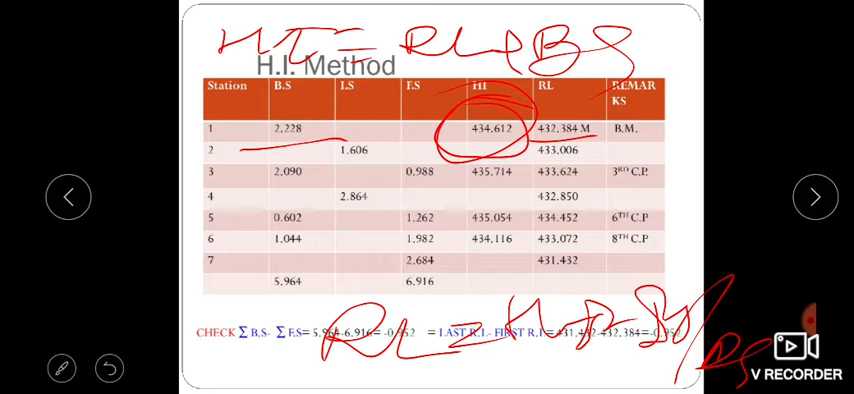 HI = RL + BS
H.I. Method
Station B.S I.S F.S HI RL REMARKS
1 2.228 434.612 432.384 M B.M.
2 1.606 433.006
3 2.090 0.988 435.714 433.624 3RD C.P.
4 2.864 432.850
5 0.602 1.262 435.054 434.452 6TH C.P
6 1.044 1.982 434.116 433.072 8TH C.P
7 2.684 431.432
5.964 6.916
CHECK ∑ B.S- ∑ F.S= 5.964-6.916= -0.952 = LAST R.L- FIRST R.L= 431.432-432.384= -0.952
RL = HI -
V RECORDER